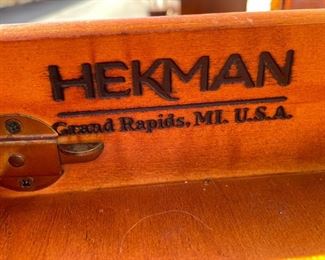 HEKMAN
Grand Rapids, MI. U.S.A.